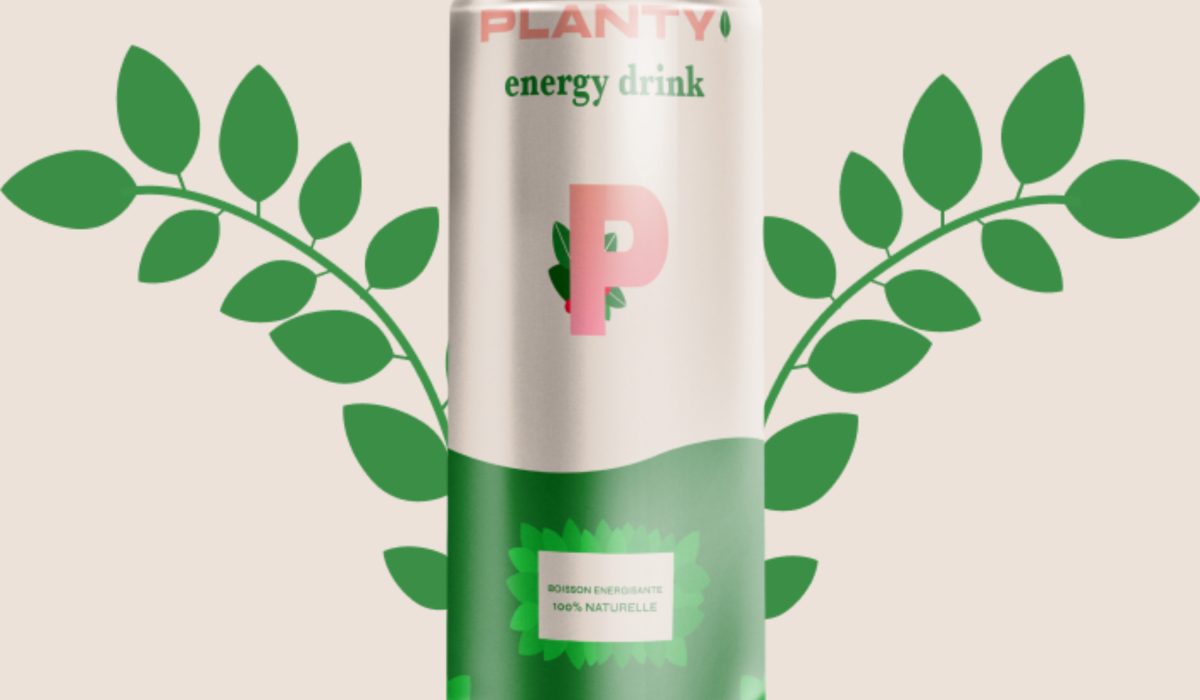 PLANTY
energy drink
P
BOISSON ENERGISANTE
100% NATURELLE